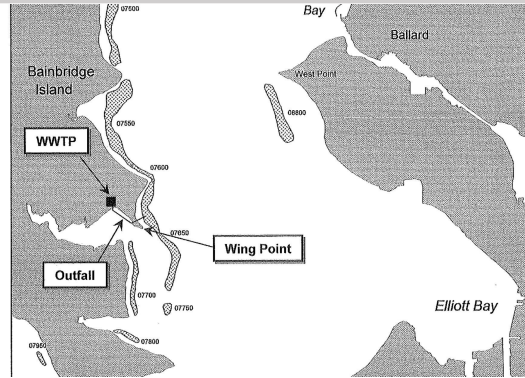 07500
Bay
Ballard
Bainbridge
Island
West Point
07550
08800
WWTP
07600
07650
Wing Point
Outfall
07700
07750
Elliott Bay
07800
07950